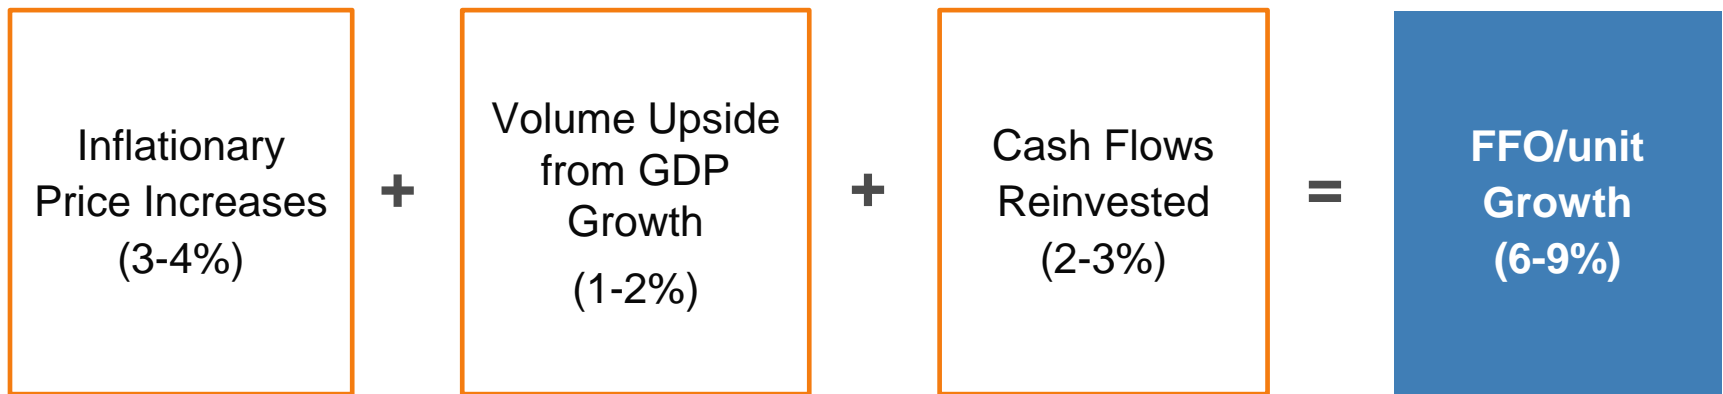 Inflationary
Price Increases
(3-4%)
+
Volume Upside
from GDP
Growth
(1-2%)
+
Cash Flows
Reinvested
(2-3%)
=
FFO/unit
Growth
(6-9%)